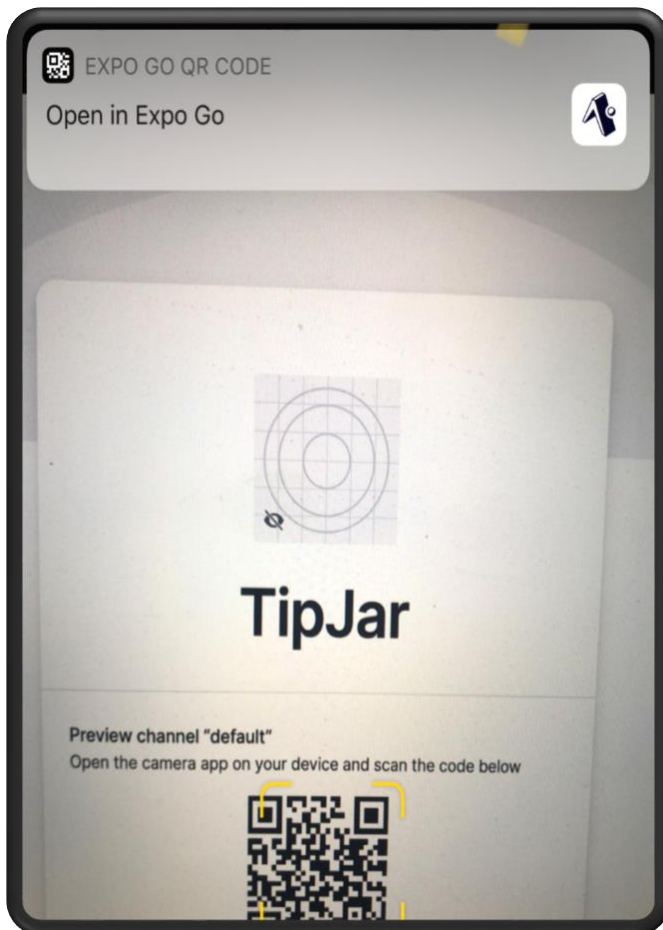 EXPO GO QR CODE
Open in Expo Go
TipJar
Preview channel "default"
Open the camera app on your device and scan the code below